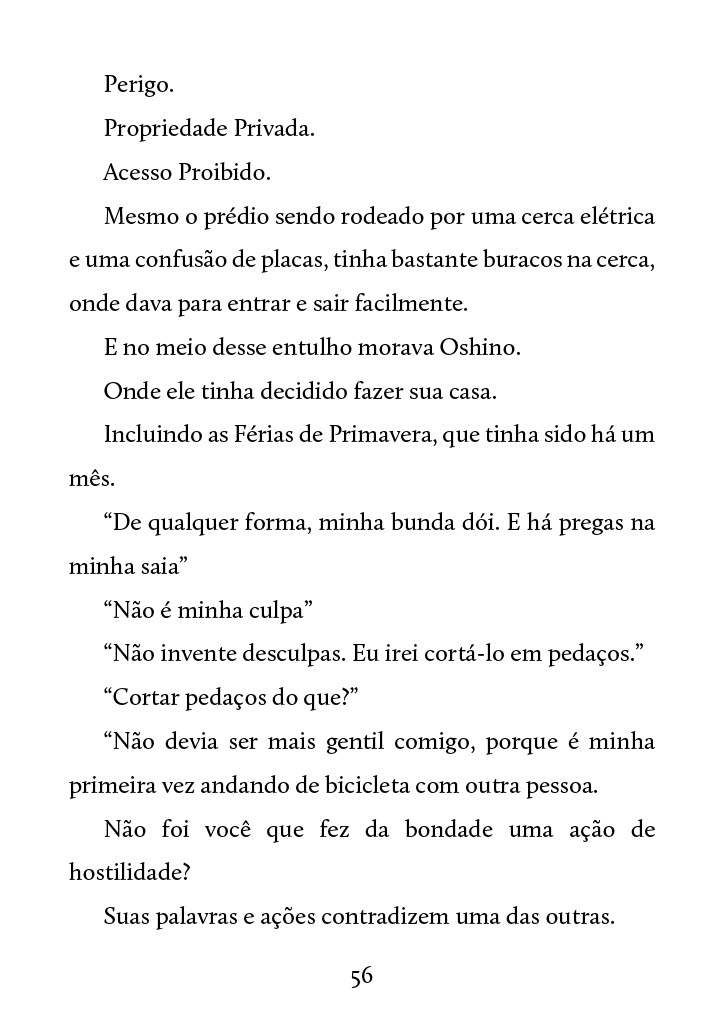 Perigo.
Propriedade Privada.
Acesso Proibido.
Mesmo o prédio sendo rodeado por uma cerca elétrica
e uma confusão de placas, tinha bastante buracos na cerca,
onde dava para entrar e sair facilmente.
E no meio desse entulho morava Oshino.
Onde ele tinha decidido fazer sua casa.
Incluindo as Férias de Primavera, que tinha sido há um
mês.
“De qualquer forma, minha bunda dói. E há pregas na
minha saia”
“Não é minha culpa”
“Não invente desculpas. Eu irei cortá-lo em pedaços.”
“Cortar pedaços do que?”
“Não devia ser mais gentil comigo, porque é minha
primeira vez andando de bicicleta com outra pessoa.
Não foi você que fez da bondade uma ação de
hostilidade?
Suas palavras e ações contradizem uma das outras.
56